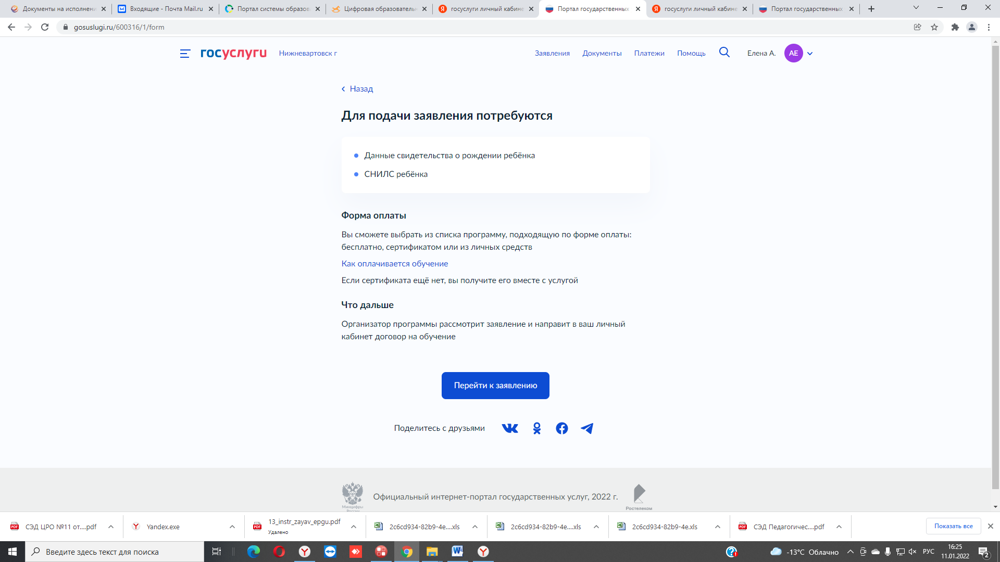 Документы на исполнени
Входящие - Почта Mail.ru
Портал системы образова
Цифровая образовательн
госуслуги личный кабине
Портал государственных
госуслуги личный кабине
Портал государственных
gosuslugi.ru/600316/1/form
госуслуги
Нижневартовск г
Заявления
Документы
Платежи
Помощь
Елена А.
АЕ
Назад
Для подачи заявления потребуются
Данные свидетельства о рождении ребёнка
СНИЛС ребёнка
Форма оплаты
Вы сможете выбрать из списка программу, подходящую по форме оплаты:
бесплатно, сертификатом или из личных средств
Как оплачивается обучение
Если сертификата ещё нет, вы получите его вместе с услугой
Что дальше
Организатор программы рассмотрит заявление и направит в ваш личный
кабинет договор на обучение
Перейти к заявлению
Поделитесь с друзьями
Минцифры
России
Официальный интернет-портал государственных услуг, 2022 г.
Ростелеком
СЭД ЦРО №11 от....pdf
Yandex.exe
13_instr_zayav_epgu.pdf
Удалено
2c6cd934-82b9-4e....xls
2c6cd934-82b9-4e....xls
2c6cd934-82b9-4e.xls
СЭД Педагогичес....pdf
Показать все
Введите здесь текст для поиска
-13°C Облачно
РУС
16:25
11.01.2022
2